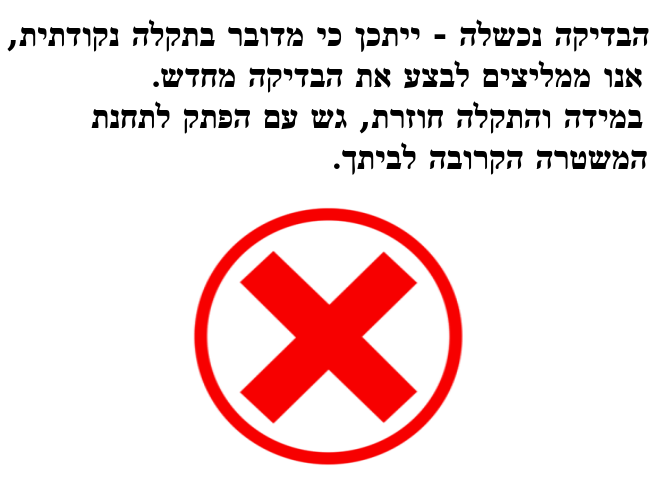 הבדיקה נכשלה - ייתכן כי מדובר בתקלה נקודתית,
אנו ממליצים לבצע את הבדיקה מחדש.
במידה והתקלה חוזרת, גש עם הפתק לתחנת
המשטרה הקרובה לביתך.